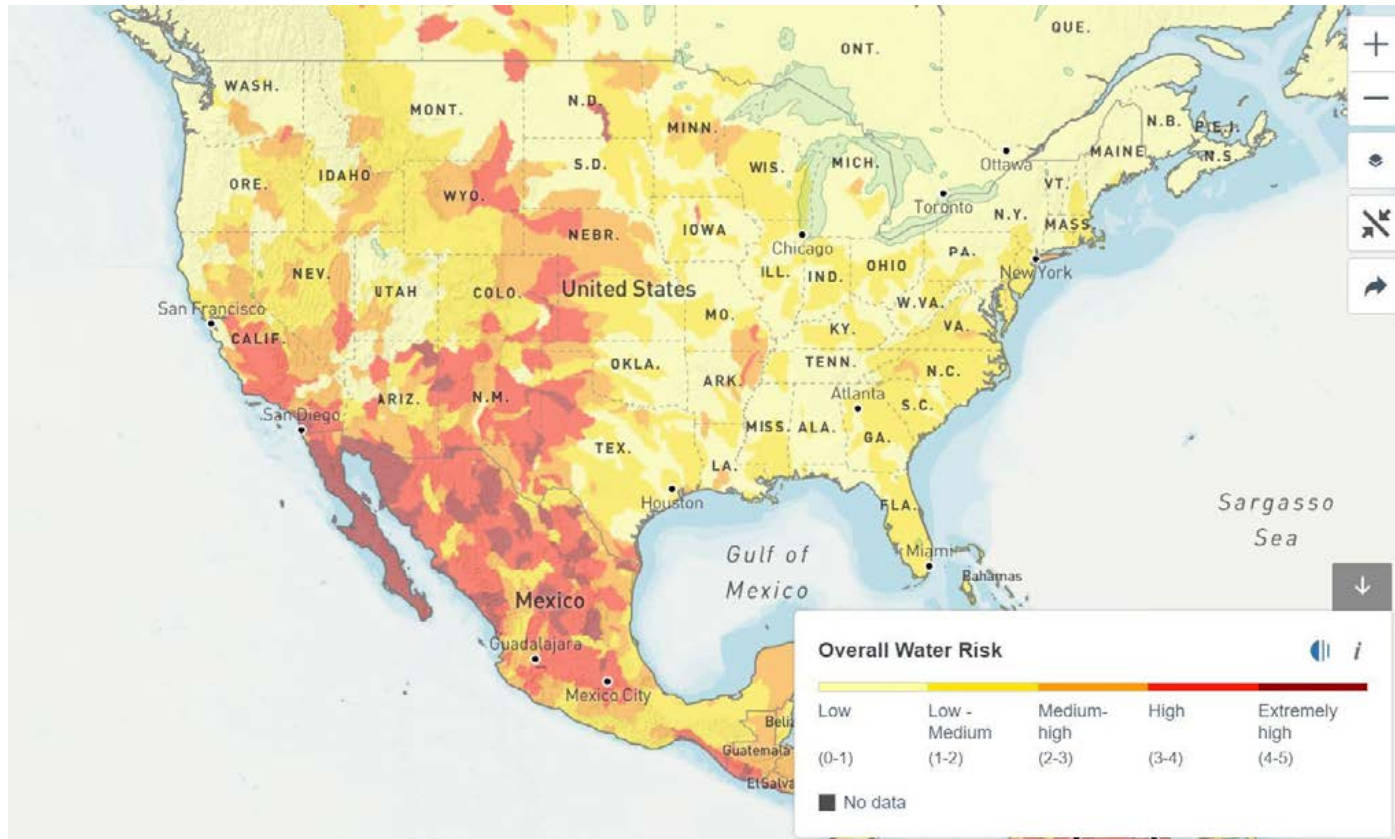 QUE.
ONT.
WASH.
MONT.
N.D.
MINN.
N.B.
P.E.I.
MAINE
N.S.
Ottawa
S.D.
WIS.
MICH.
VT.
ORE.
IDAHO
WYO.
Toronto
N.Y.
MASS.
NEBR.
IOWA
Chicago
PA.
New York
NEV.
UTAH
COLO.
United States
ILL.
IND.
OHIO
W.VA.
San Francisco
MO.
KY.
VA.
CALIF.
OKLA.
TENN.
N.C.
ARK.
Atlanta
ARIZ.
N.M.
S.C.
San Diego
MISS.
ALA.
GA.
TEX.
LA.
Houston
FLA.
Sargasso
Sea
Gulf of
Mexico
Miami
Bahamas
Mexico
Guadalajara
Mexico City
Beliz
Guatemala
El Salva
Overall Water Risk
i
Low
Low -
Medium
Medium-
high
High
Extremely
high
(0-1)
(1-2)
(2-3)
(3-4)
(4-5)
No data